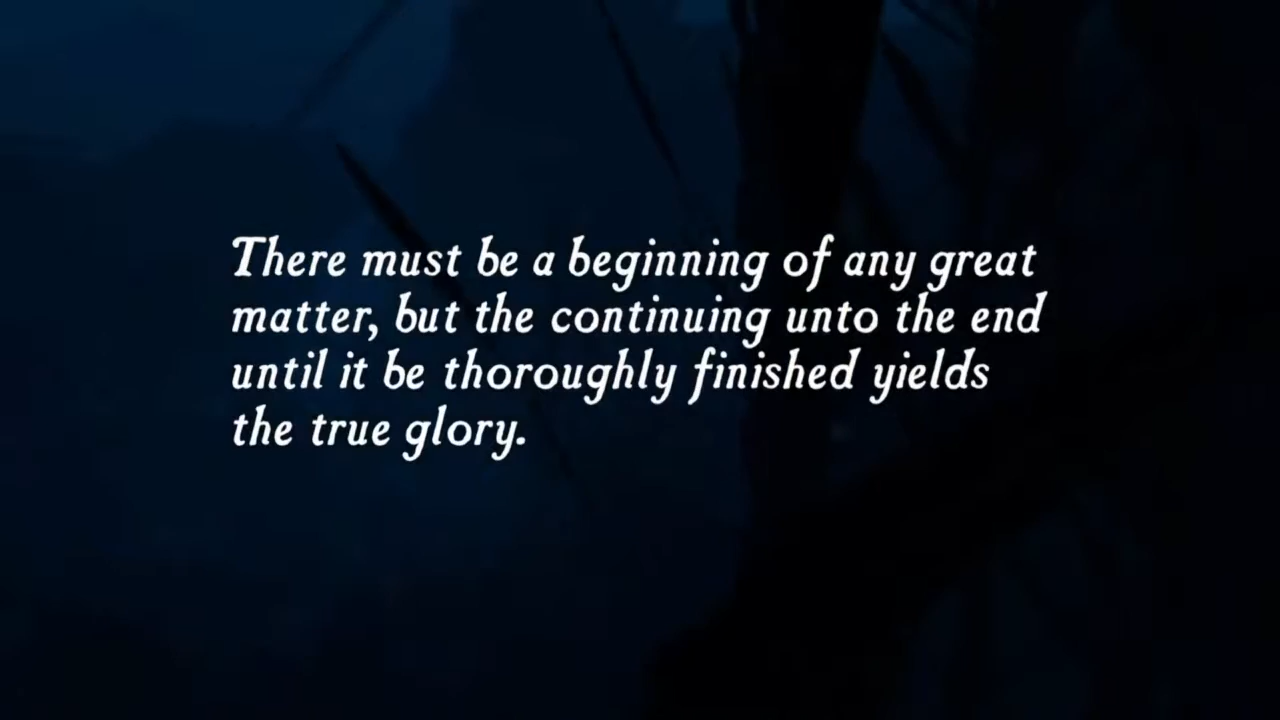 There must be a beginning of any great
matter, but the continuing unto the end
until it be thoroughly finished yields
the true glory.